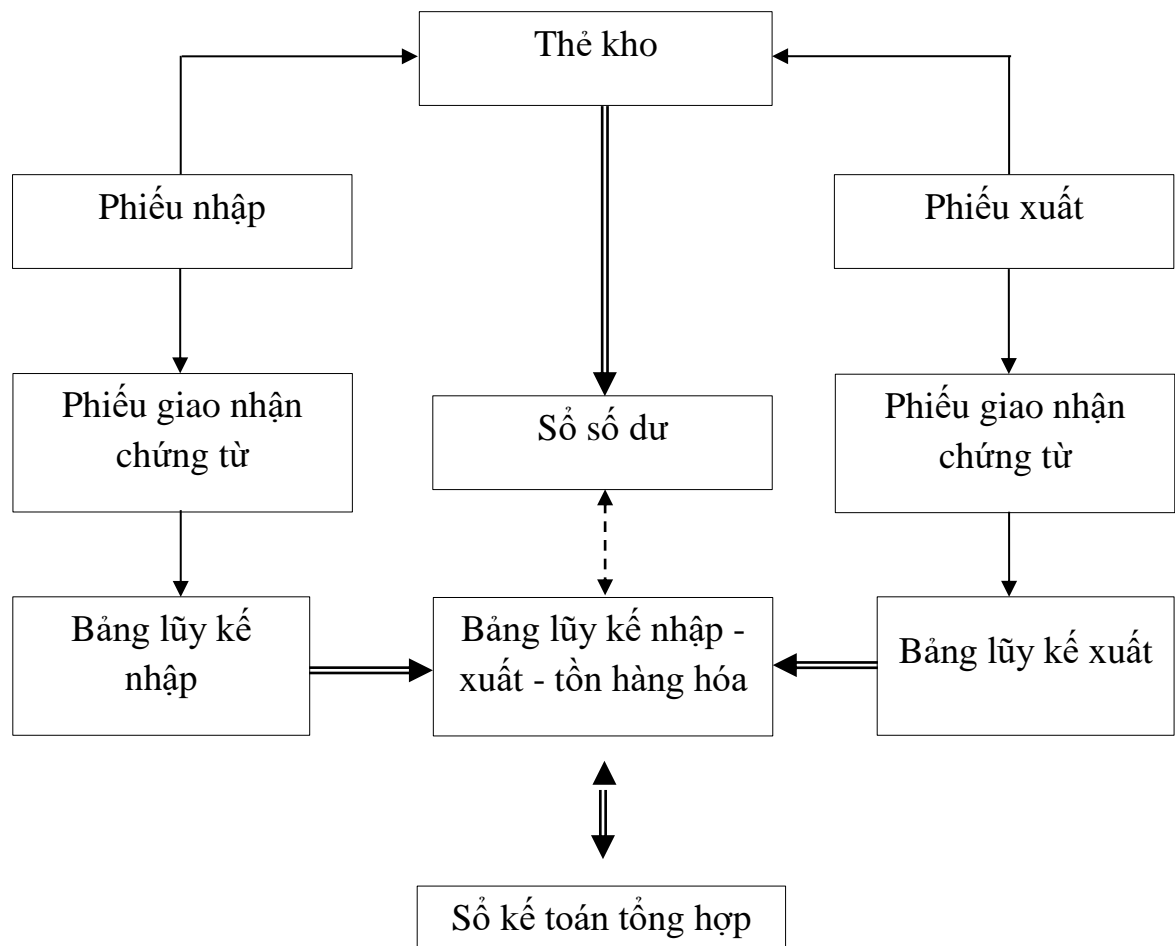 Thẻ kho
Phiếu nhập
Phiếu xuất
Phiếu giao nhận
chứng từ
Sổ số dư
Phiếu giao nhận
chứng từ
Bảng lũy kế
nhập
Bảng lũy kế nhập -
xuất - tồn hàng hóa
Bảng lũy kế xuất
Sổ kế toán tổng hợp